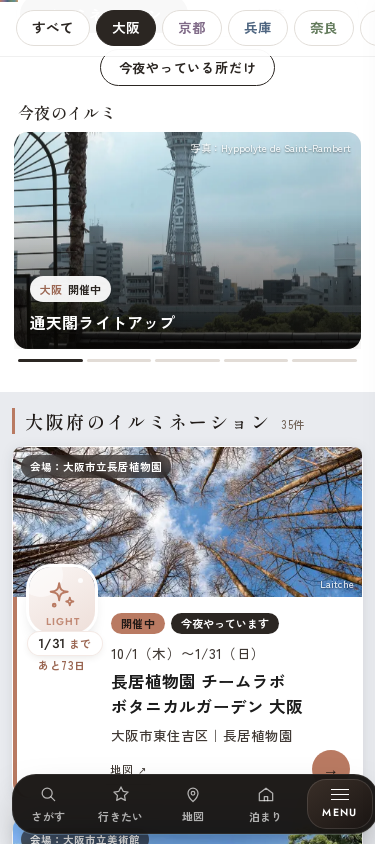 すべて
大阪
京都
兵庫
奈良
今夜やっている所だけ
今夜のイルミ
写真：Hyppolyte de Saint-Rambert
HITACHI
大阪 開催中
通天閣ライトアップ
大阪府のイルミネーション 35件
会場：大阪市立長居植物園
Laitche
LIGHT
1/31 まで
あと73日
開催中 今夜やっています
10/1（木）〜1/31（日）
長居植物園 チームラボ
ボタニカルガーデン 大阪
大阪市東住吉区｜長居植物園
地図 ↗
→
さがす
行きたい
地図
泊まり
MENU
会場：大阪市立美術館